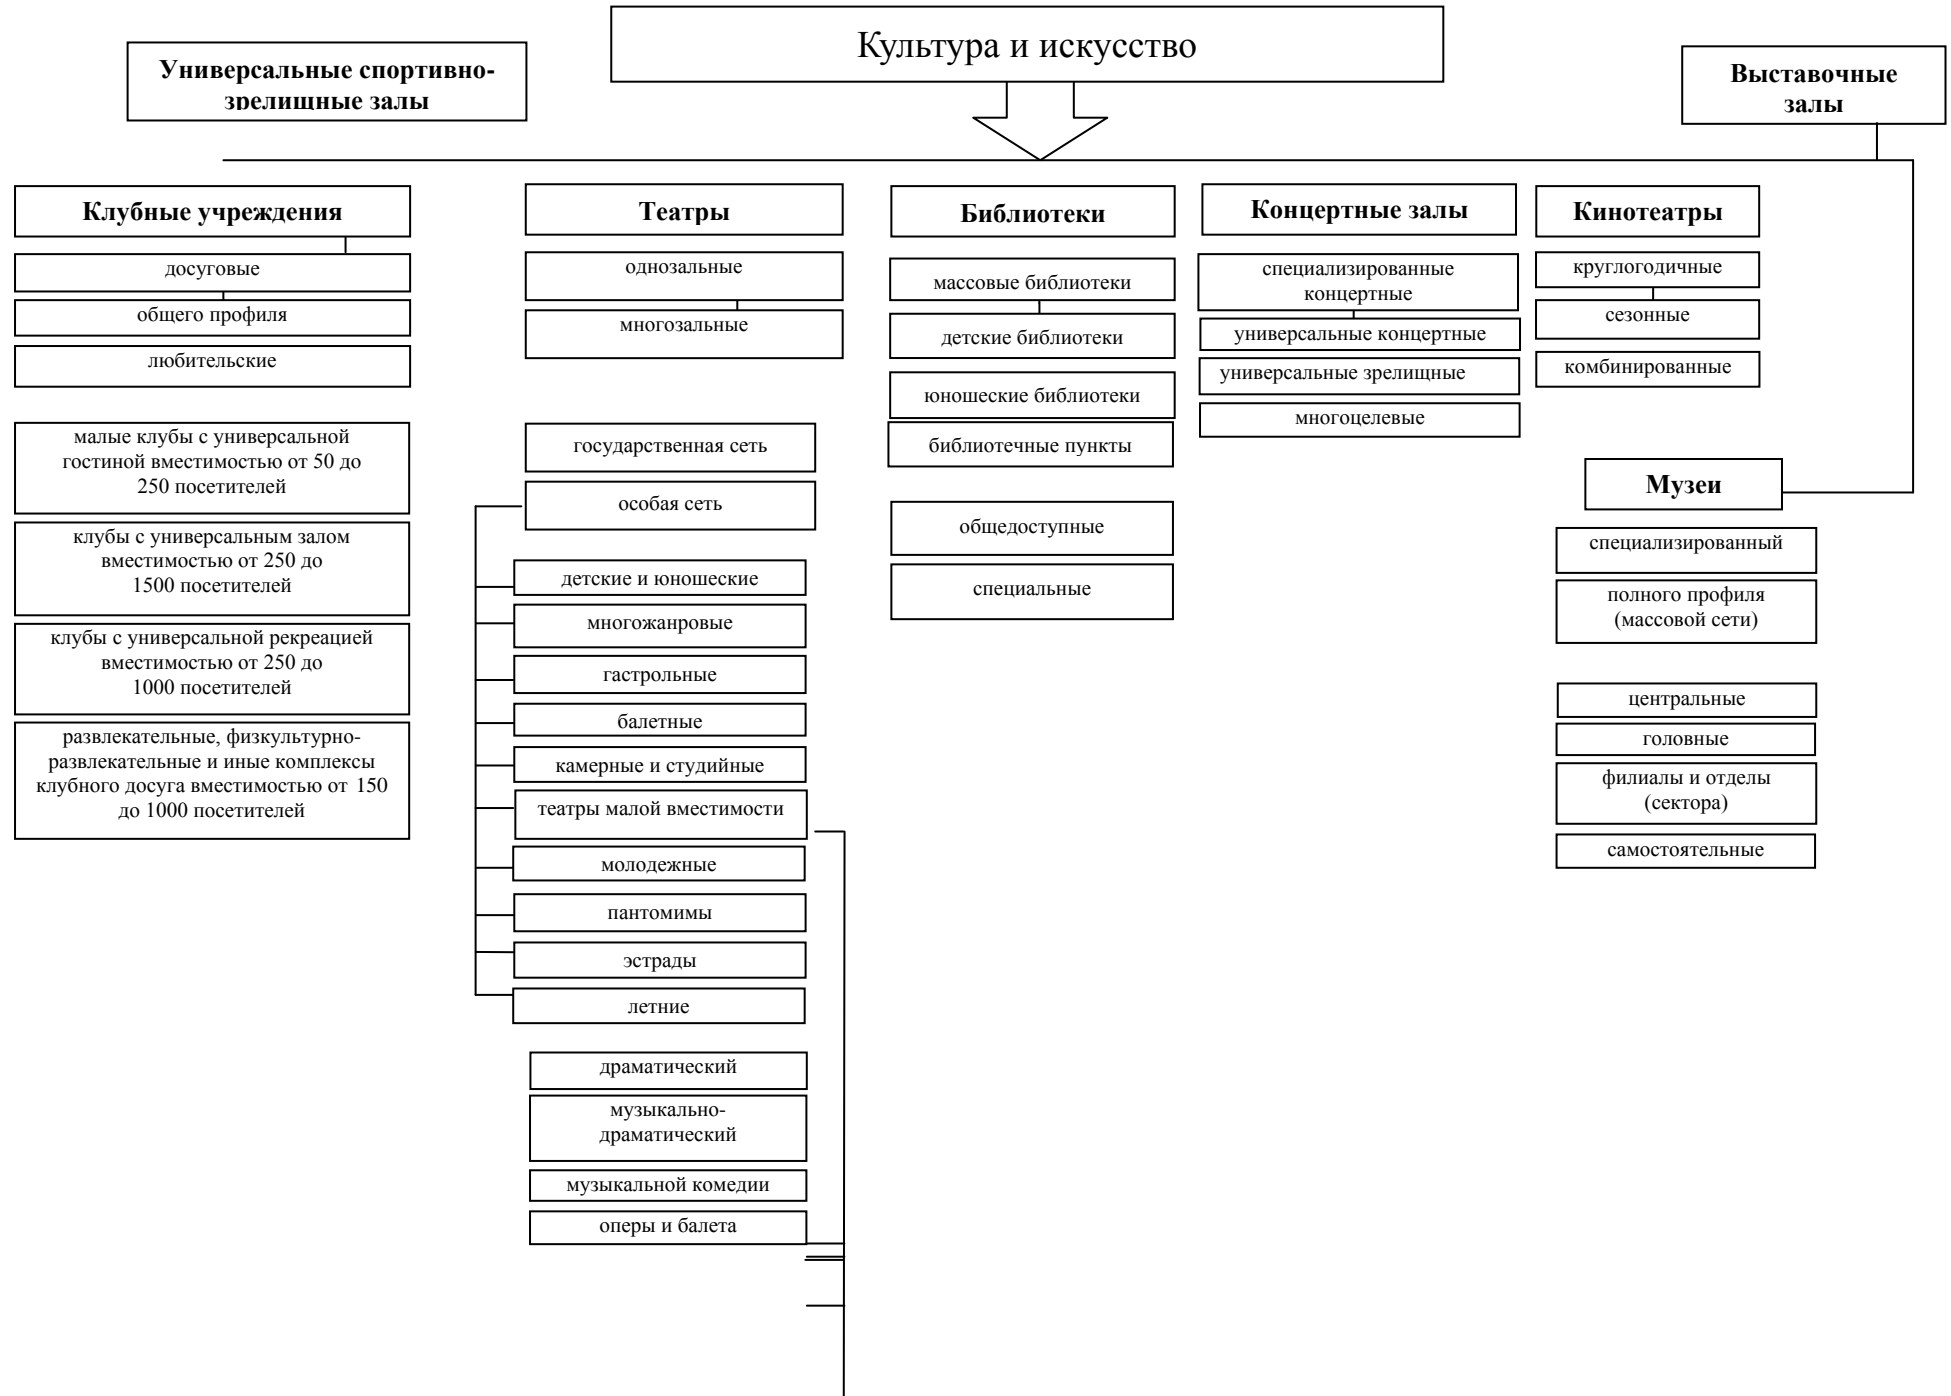 Культура и искусство
Универсальные спортивно-
зрелищные залы
Выставочные
залы
Клубные учреждения
досуговые
общего профиля
любительские
малые клубы с универсальной
гостиной вместимостью от 50 до
250 посетителей
клубы с универсальным залом
вместимостью от 250 до
1500 посетителей
клубы с универсальной рекреацией
вместимостью от 250 до
1000 посетителей
развлекательные, физкультурно-
развлекательные и иные комплексы
клубного досуга вместимостью от 150
до 1000 посетителей
Театры
однозальные
многозальные
государственная сеть
особая сеть
детские и юношеские
многожанровые
гастрольные
балетные
камерные и студийные
театры малой вместимости
молодежные
пантомимы
эстрады
летние
драматический
музыкально-
драматический
музыкальной комедии
оперы и балета
Библиотеки
массовые библиотеки
детские библиотеки
юношеские библиотеки
библиотечные пункты
общедоступные
специальные
Концертные залы
специализированные
концертные
универсальные концертные
универсальные зрелищные
многоцелевые
Кинотеатры
круглогодичные
сезонные
комбинированные
Музеи
специализированный
полного профиля
(массовой сети)
центральные
головные
филиалы и отделы
(сектора)
самостоятельные